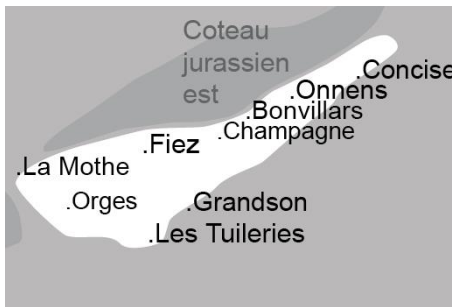 Coteau
jurassien
est
.Concise
.Onnens
.Bonvillars
.Champagne
.Fiez
.La Mothe
.Orges
.Grandson
.Les Tuileries